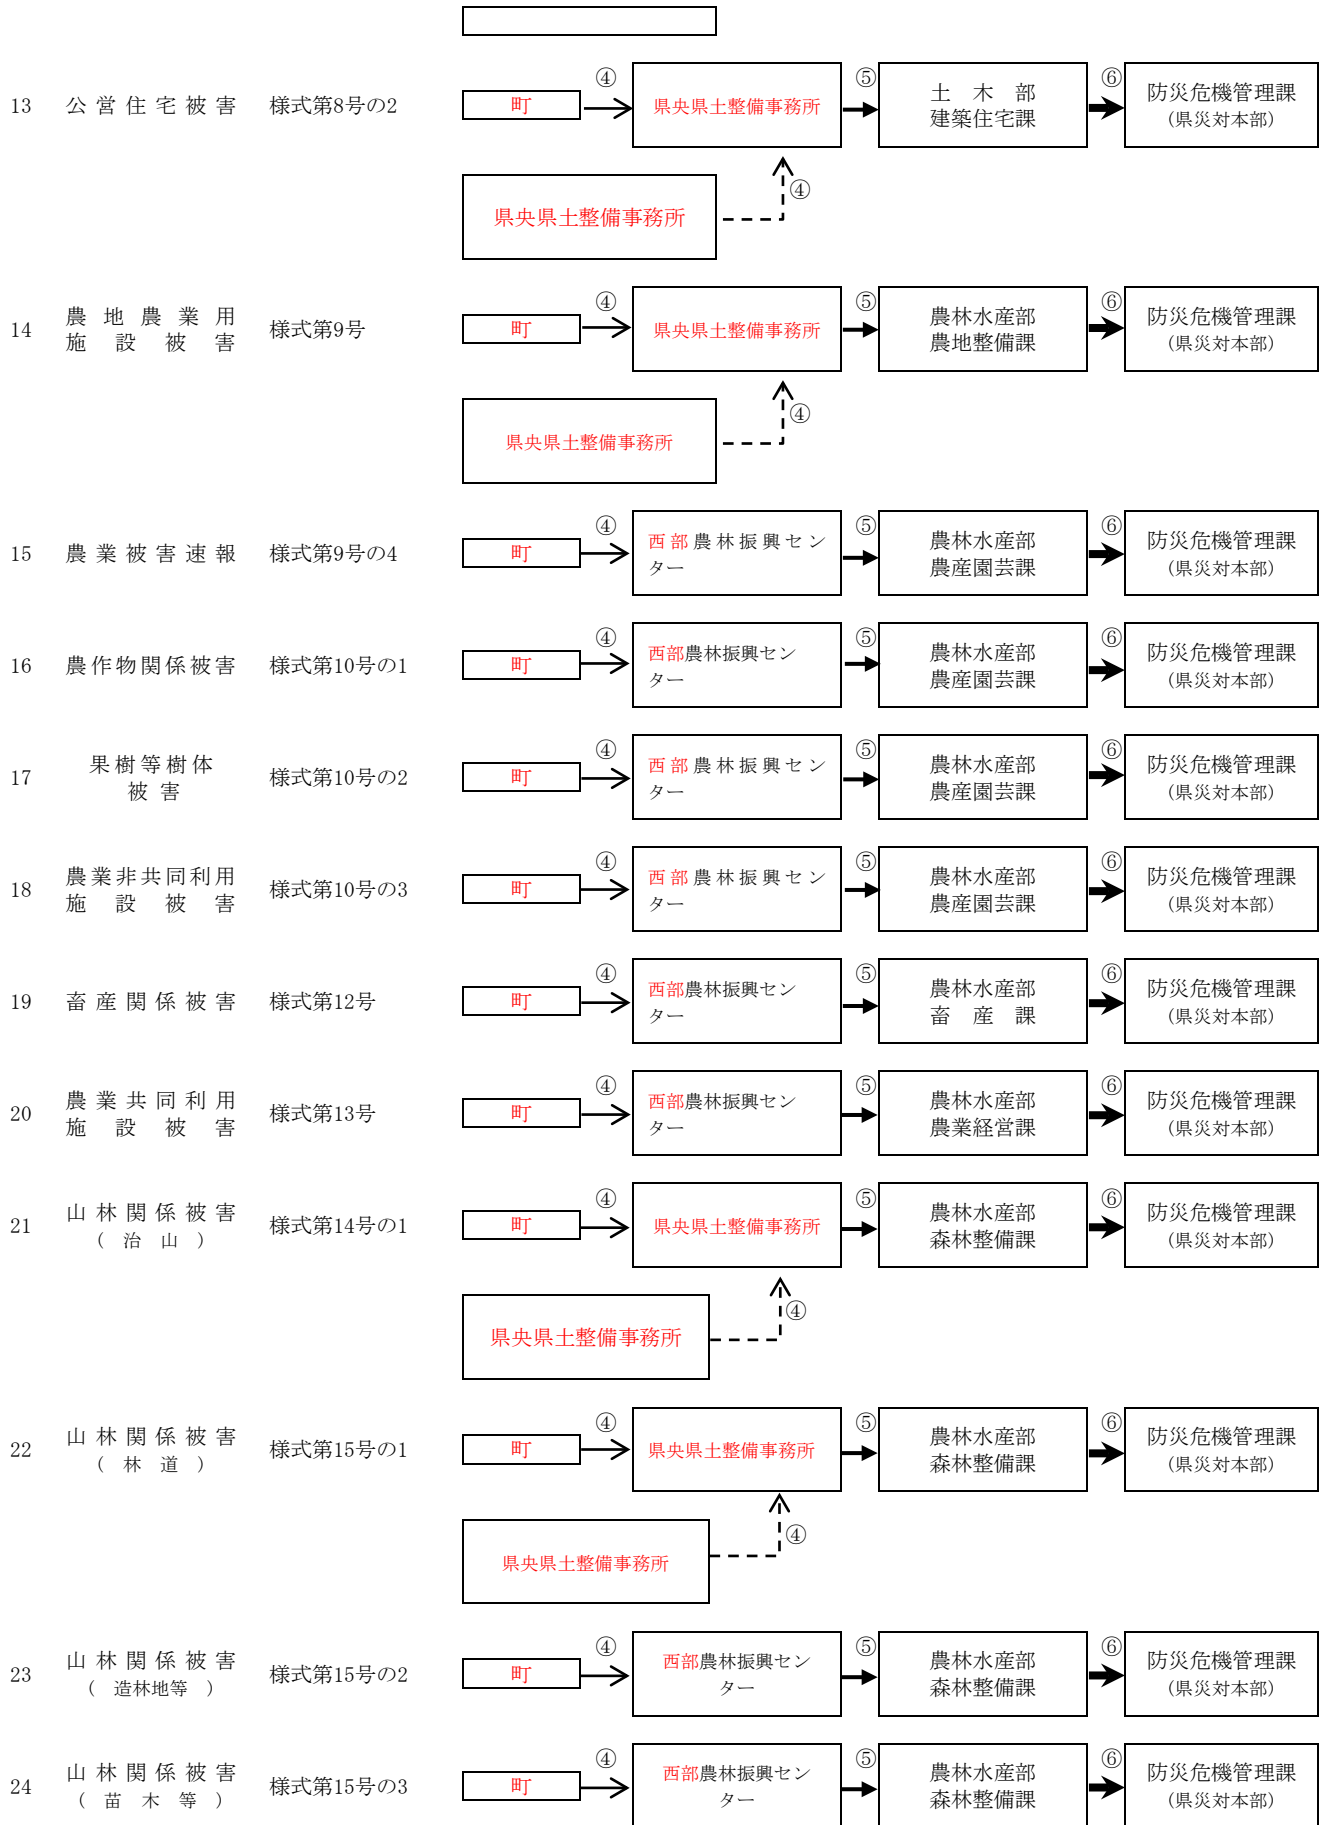 13 公営住宅被害 様式第8号の2 町 ④ 県央県土整備事務所 ⑤ 土木部 ⑥ 防災危機管理課
建築住宅課 （県災対本部）
県央県土整備事務所 ④
14 農地農業用 様式第9号 町 ④ 県央県土整備事務所 ⑤ 農林水産部 ⑥ 防災危機管理課
施設被害 農地整備課 （県災対本部）
県央県土整備事務所 ④
15 農業被害速報 様式第9号の4 町 ④ 西部農林振興セン ⑤ 農林水産部 ⑥ 防災危機管理課
ター 農産園芸課 （県災対本部）
16 農作物関係被害 様式第10号の1 町 ④ 西部農林振興セン ⑤ 農林水産部 ⑥ 防災危機管理課
ター 農産園芸課 （県災対本部）
17 果樹等樹体 様式第10号の2 町 ④ 西部農林振興セン ⑤ 農林水産部 ⑥ 防災危機管理課
被害 ター 農産園芸課 （県災対本部）
18 農業非共同利用 様式第10号の3 町 ④ 西部農林振興セン ⑤ 農林水産部 ⑥ 防災危機管理課
施設被害 ター 農産園芸課 （県災対本部）
19 畜産関係被害 様式第12号 町 ④ 西部農林振興セン ⑤ 農林水産部 ⑥ 防災危機管理課
ター 畜産課 （県災対本部）
20 農業共同利用 様式第13号 町 ④ 西部農林振興セン ⑤ 農林水産部 ⑥ 防災危機管理課
施設被害 ター 農業経営課 （県災対本部）
21 山林関係被害 様式第14号の1 町 ④ 県央県土整備事務所 ⑤ 農林水産部 ⑥ 防災危機管理課
（治山） 森林整備課 （県災対本部）
県央県土整備事務所 ④
22 山林関係被害 様式第15号の1 町 ④ 県央県土整備事務所 ⑤ 農林水産部 ⑥ 防災危機管理課
（林道） 森林整備課 （県災対本部）
県央県土整備事務所 ④
23 山林関係被害 様式第15号の2 町 ④ 西部農林振興セン ⑤ 農林水産部 ⑥ 防災危機管理課
（造林地等） ター 森林整備課 （県災対本部）
24 山林関係被害 様式第15号の3 町 ④ 西部農林振興セン ⑤ 農林水産部 ⑥ 防災危機管理課
（苗木等） ター 森林整備課 （県災対本部）